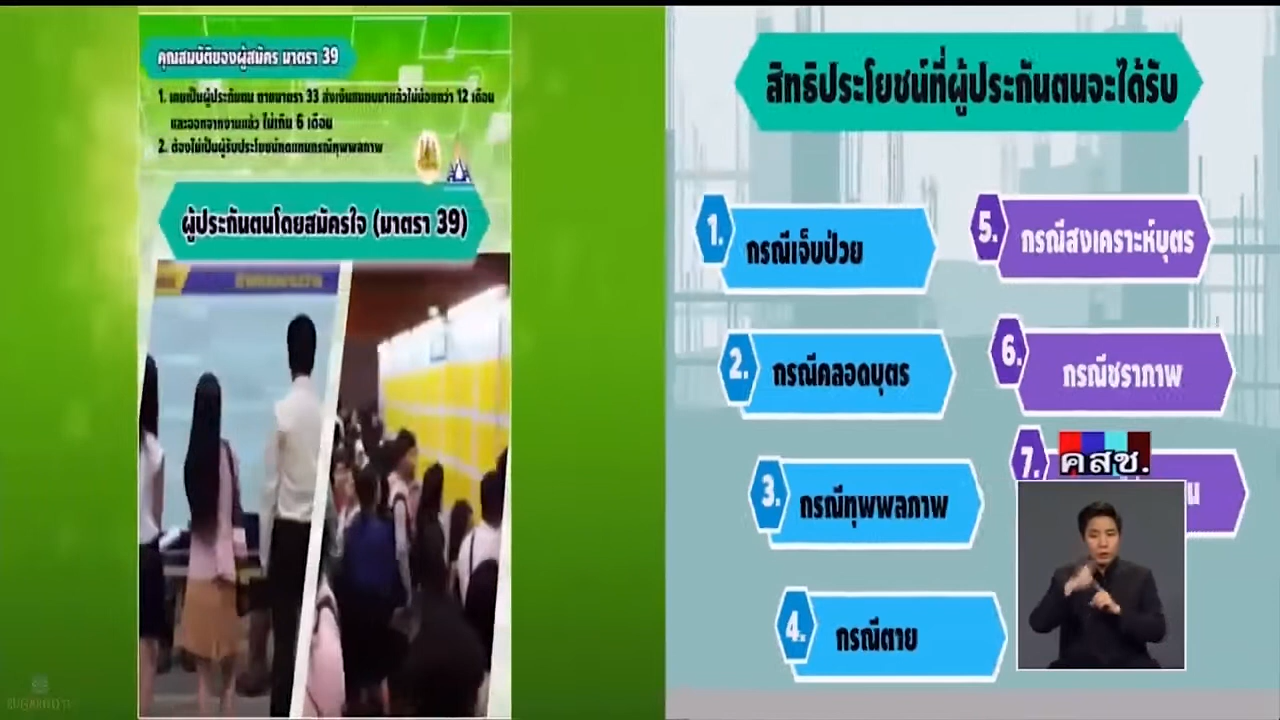 คุณสมบัติของผู้สมัคร มาตรา 39
1. เคยเป็นผู้ประกันตน ตามมาตรา 33 ส่งเงินสมทบมาแล้วไม่น้อยกว่า 12 เดือน
และออกจากงานแล้ว ไม่เกิน 6 เดือน
2. ต้องไม่เป็นผู้รับประโยชน์ทดแทนกรณีทุพพลภาพ
ผู้ประกันตนโดยสมัครใจ (มาตรา 39)
สิทธิประโยชน์ที่ผู้ประกันตนจะได้รับ
1. กรณีเจ็บป่วย
2. กรณีคลอดบุตร
3. กรณีทุพพลภาพ
4. กรณีตาย
5. กรณีสงเคราะห์บุตร
6. กรณีชราภาพ
7.
คสช.